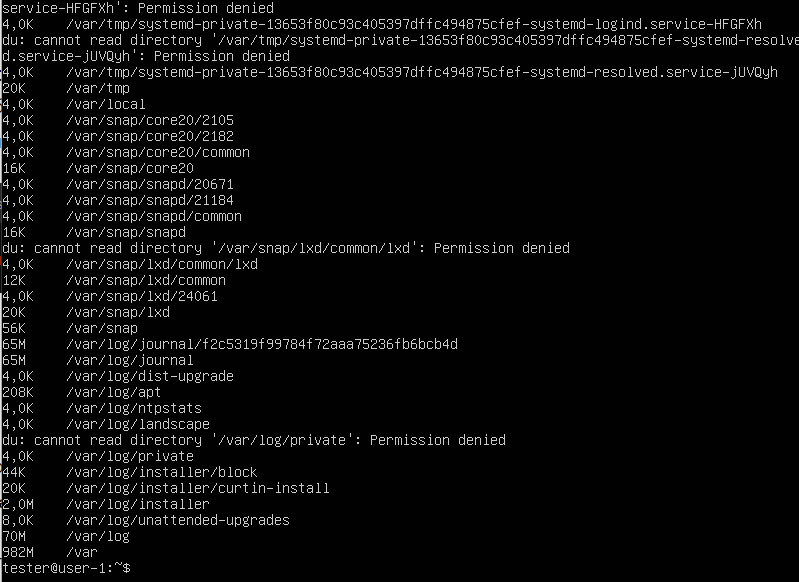 service-HFGFXh': Permission denied
4,0K    /var/tmp/systemd-private-13653f80c93c405397dffc494875cfef-systemd-logind.service-HFGFXh
du: cannot read directory '/var/tmp/systemd-private-13653f80c93c405397dffc494875cfef-systemd-resolve
d.service-jUVQyh': Permission denied
4,0K    /var/tmp/systemd-private-13653f80c93c405397dffc494875cfef-systemd-resolved.service-jUVQyh
20K     /var/tmp
4,0K    /var/local
4,0K    /var/snap/core20/2105
4,0K    /var/snap/core20/2182
4,0K    /var/snap/core20/common
16K     /var/snap/core20
4,0K    /var/snap/snapd/20671
4,0K    /var/snap/snapd/21184
4,0K    /var/snap/snapd/common
16K     /var/snap/snapd
du: cannot read directory '/var/snap/lxd/common/lxd': Permission denied
4,0K    /var/snap/lxd/common/lxd
12K     /var/snap/lxd/common
4,0K    /var/snap/lxd/24061
20K     /var/snap/lxd
56K     /var/snap
65M     /var/log/journal/f2c5319f99784f72aaa75236fb6bcb4d
65M     /var/log/journal
4,0K    /var/log/dist-upgrade
208K    /var/log/apt
4,0K    /var/log/ntpstats
4,0K    /var/log/landscape
du: cannot read directory '/var/log/private': Permission denied
4,0K    /var/log/private
44K     /var/log/installer/block
20K     /var/log/installer/curtin-install
2,0M    /var/log/installer
8,0K    /var/log/unattended-upgrades
70M     /var/log
982M    /var
tester@user-1:~$